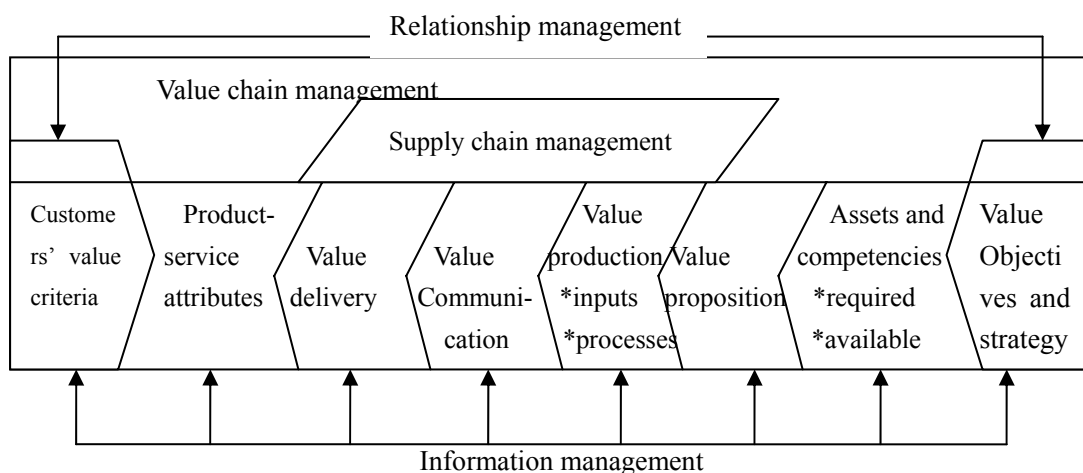 Relationship management
Value chain management
Supply chain management
Custome
rs’ value
criteria
Product-
service
attributes
Value
delivery
Value
Communi-
cation
Value
production
*inputs
*processes
Value
proposition
Assets and
competencies
*required
*available
Value
Objecti
ves and
strategy
Information management